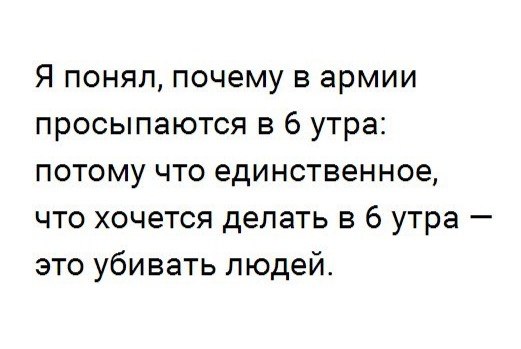 Я понял, почему в армии
просыпаются в 6 утра:
потому что единственное,
что хочется делать в 6 утра —
это убивать людей.